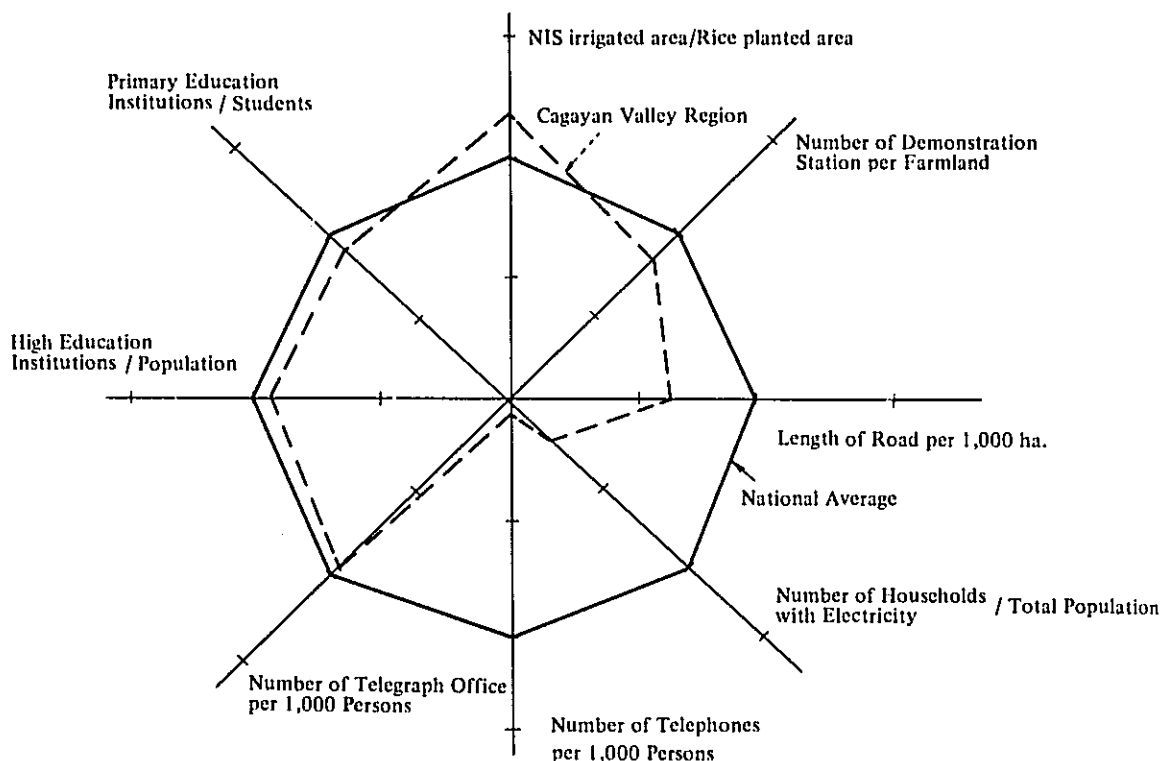 NIS irrigated area/Rice planted area
Primary Education
Institutions / Students
Cagayan Valley Region
Number of Demonstration
Station per Farmland
High Education
Institutions / Population
Length of Road per 1,000 ha.
National Average
Number of Households / Total Population
with Electricity
Number of Telegraph Office
per 1,000 Persons
Number of Telephones
per 1,000 Persons